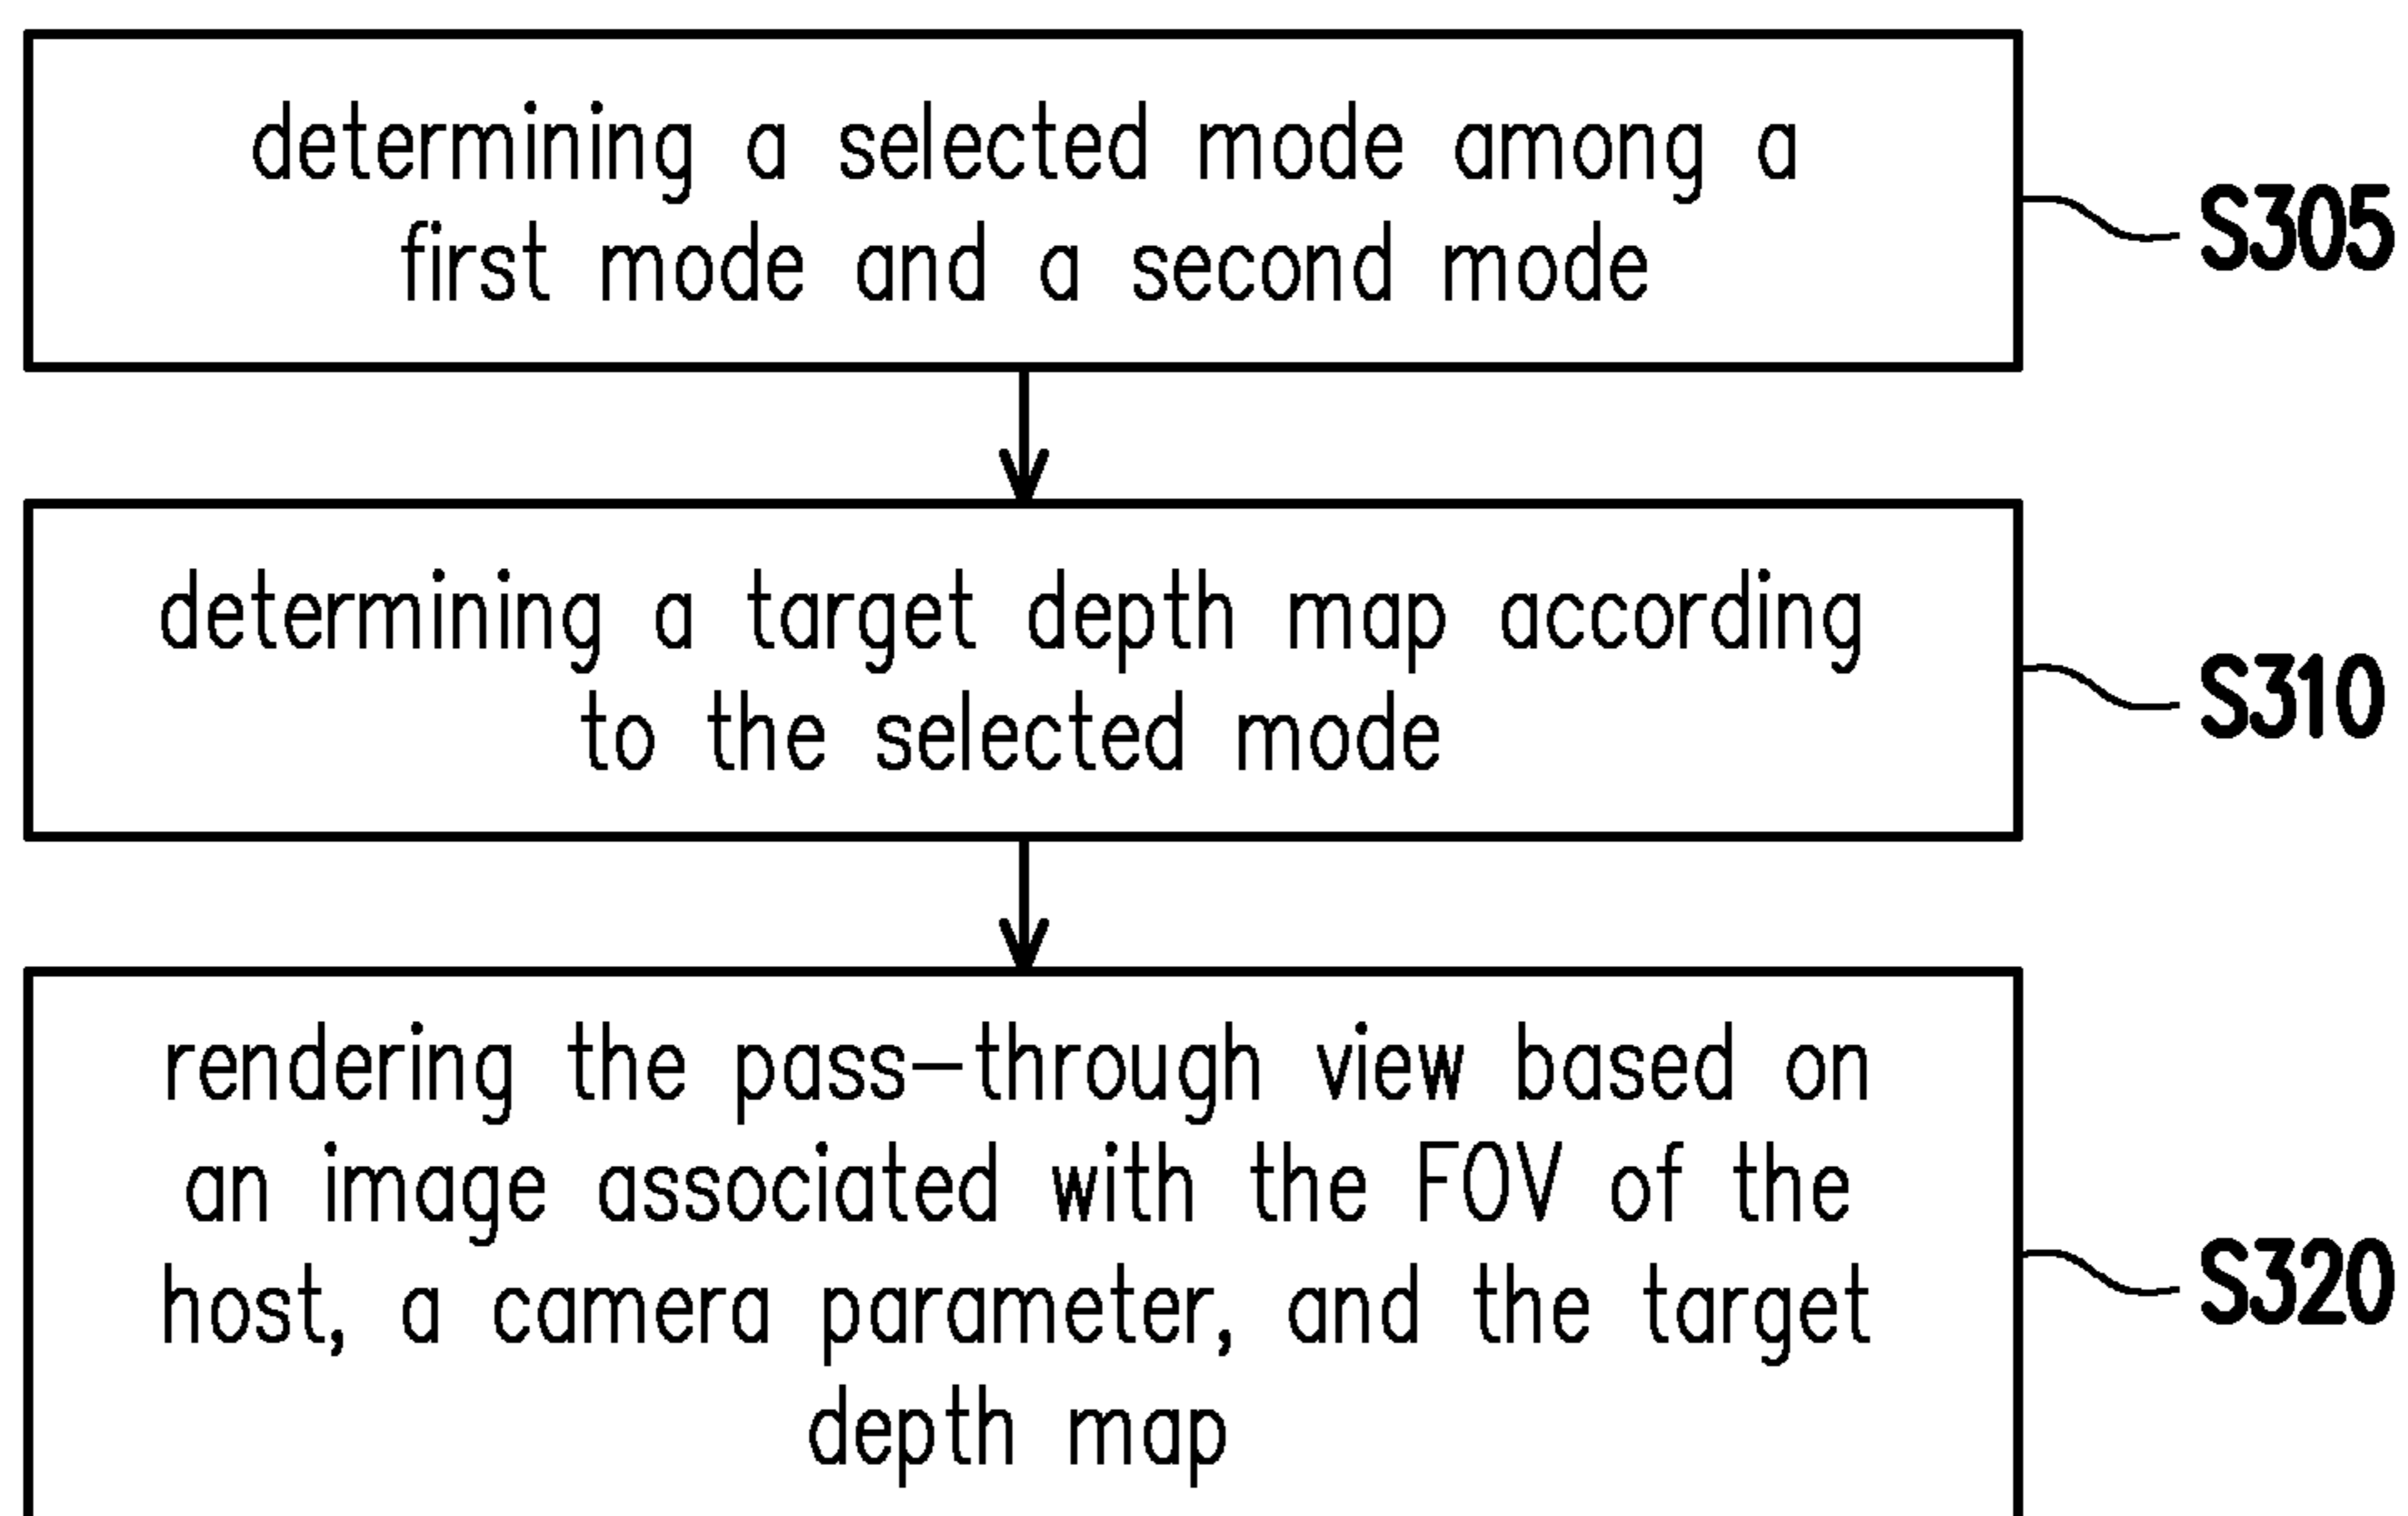 determining a selected mode among a
first mode and a second mode
S305
determining a target depth map according
to the selected mode
S310
rendering the pass-through view based on
an image associated with the FOV of the
host, a camera parameter, and the target
depth map
S320